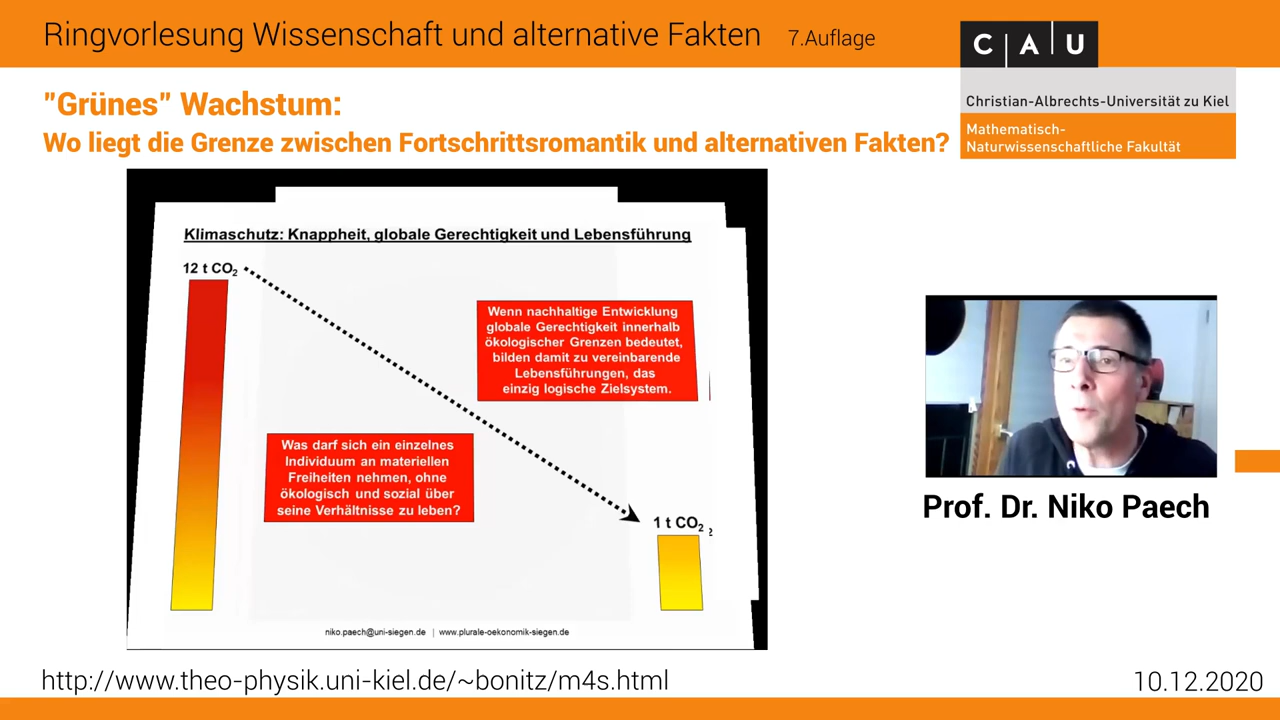 Ringvorlesung Wissenschaft und alternative Fakten 7.Auflage
C|A|U
Christian-Albrechts-Universität zu Kiel
Mathematisch-
Naturwissenschaftliche Fakultät
"Grünes" Wachstum:
Wo liegt die Grenze zwischen Fortschrittsromantik und alternativen Fakten?
Klimaschutz: Knappheit, globale Gerechtigkeit und Lebensführung
12 t CO2
Wenn nachhaltige Entwicklung
globale Gerechtigkeit innerhalb
ökologischer Grenzen bedeutet,
bilden damit zu vereinbarende
Lebensführungen, das
einzig logische Zielsystem.
Was darf sich ein einzelnes
Individuum an materiellen
Freiheiten nehmen, ohne
ökologisch und sozial über
seine Verhältnisse zu leben?
1 t CO2
2
niko.paech@uni-siegen.de | www.plurale-oekonomik-siegen.de
Prof. Dr. Niko Paech
http://www.theo-physik.uni-kiel.de/~bonitz/m4s.html
10.12.2020